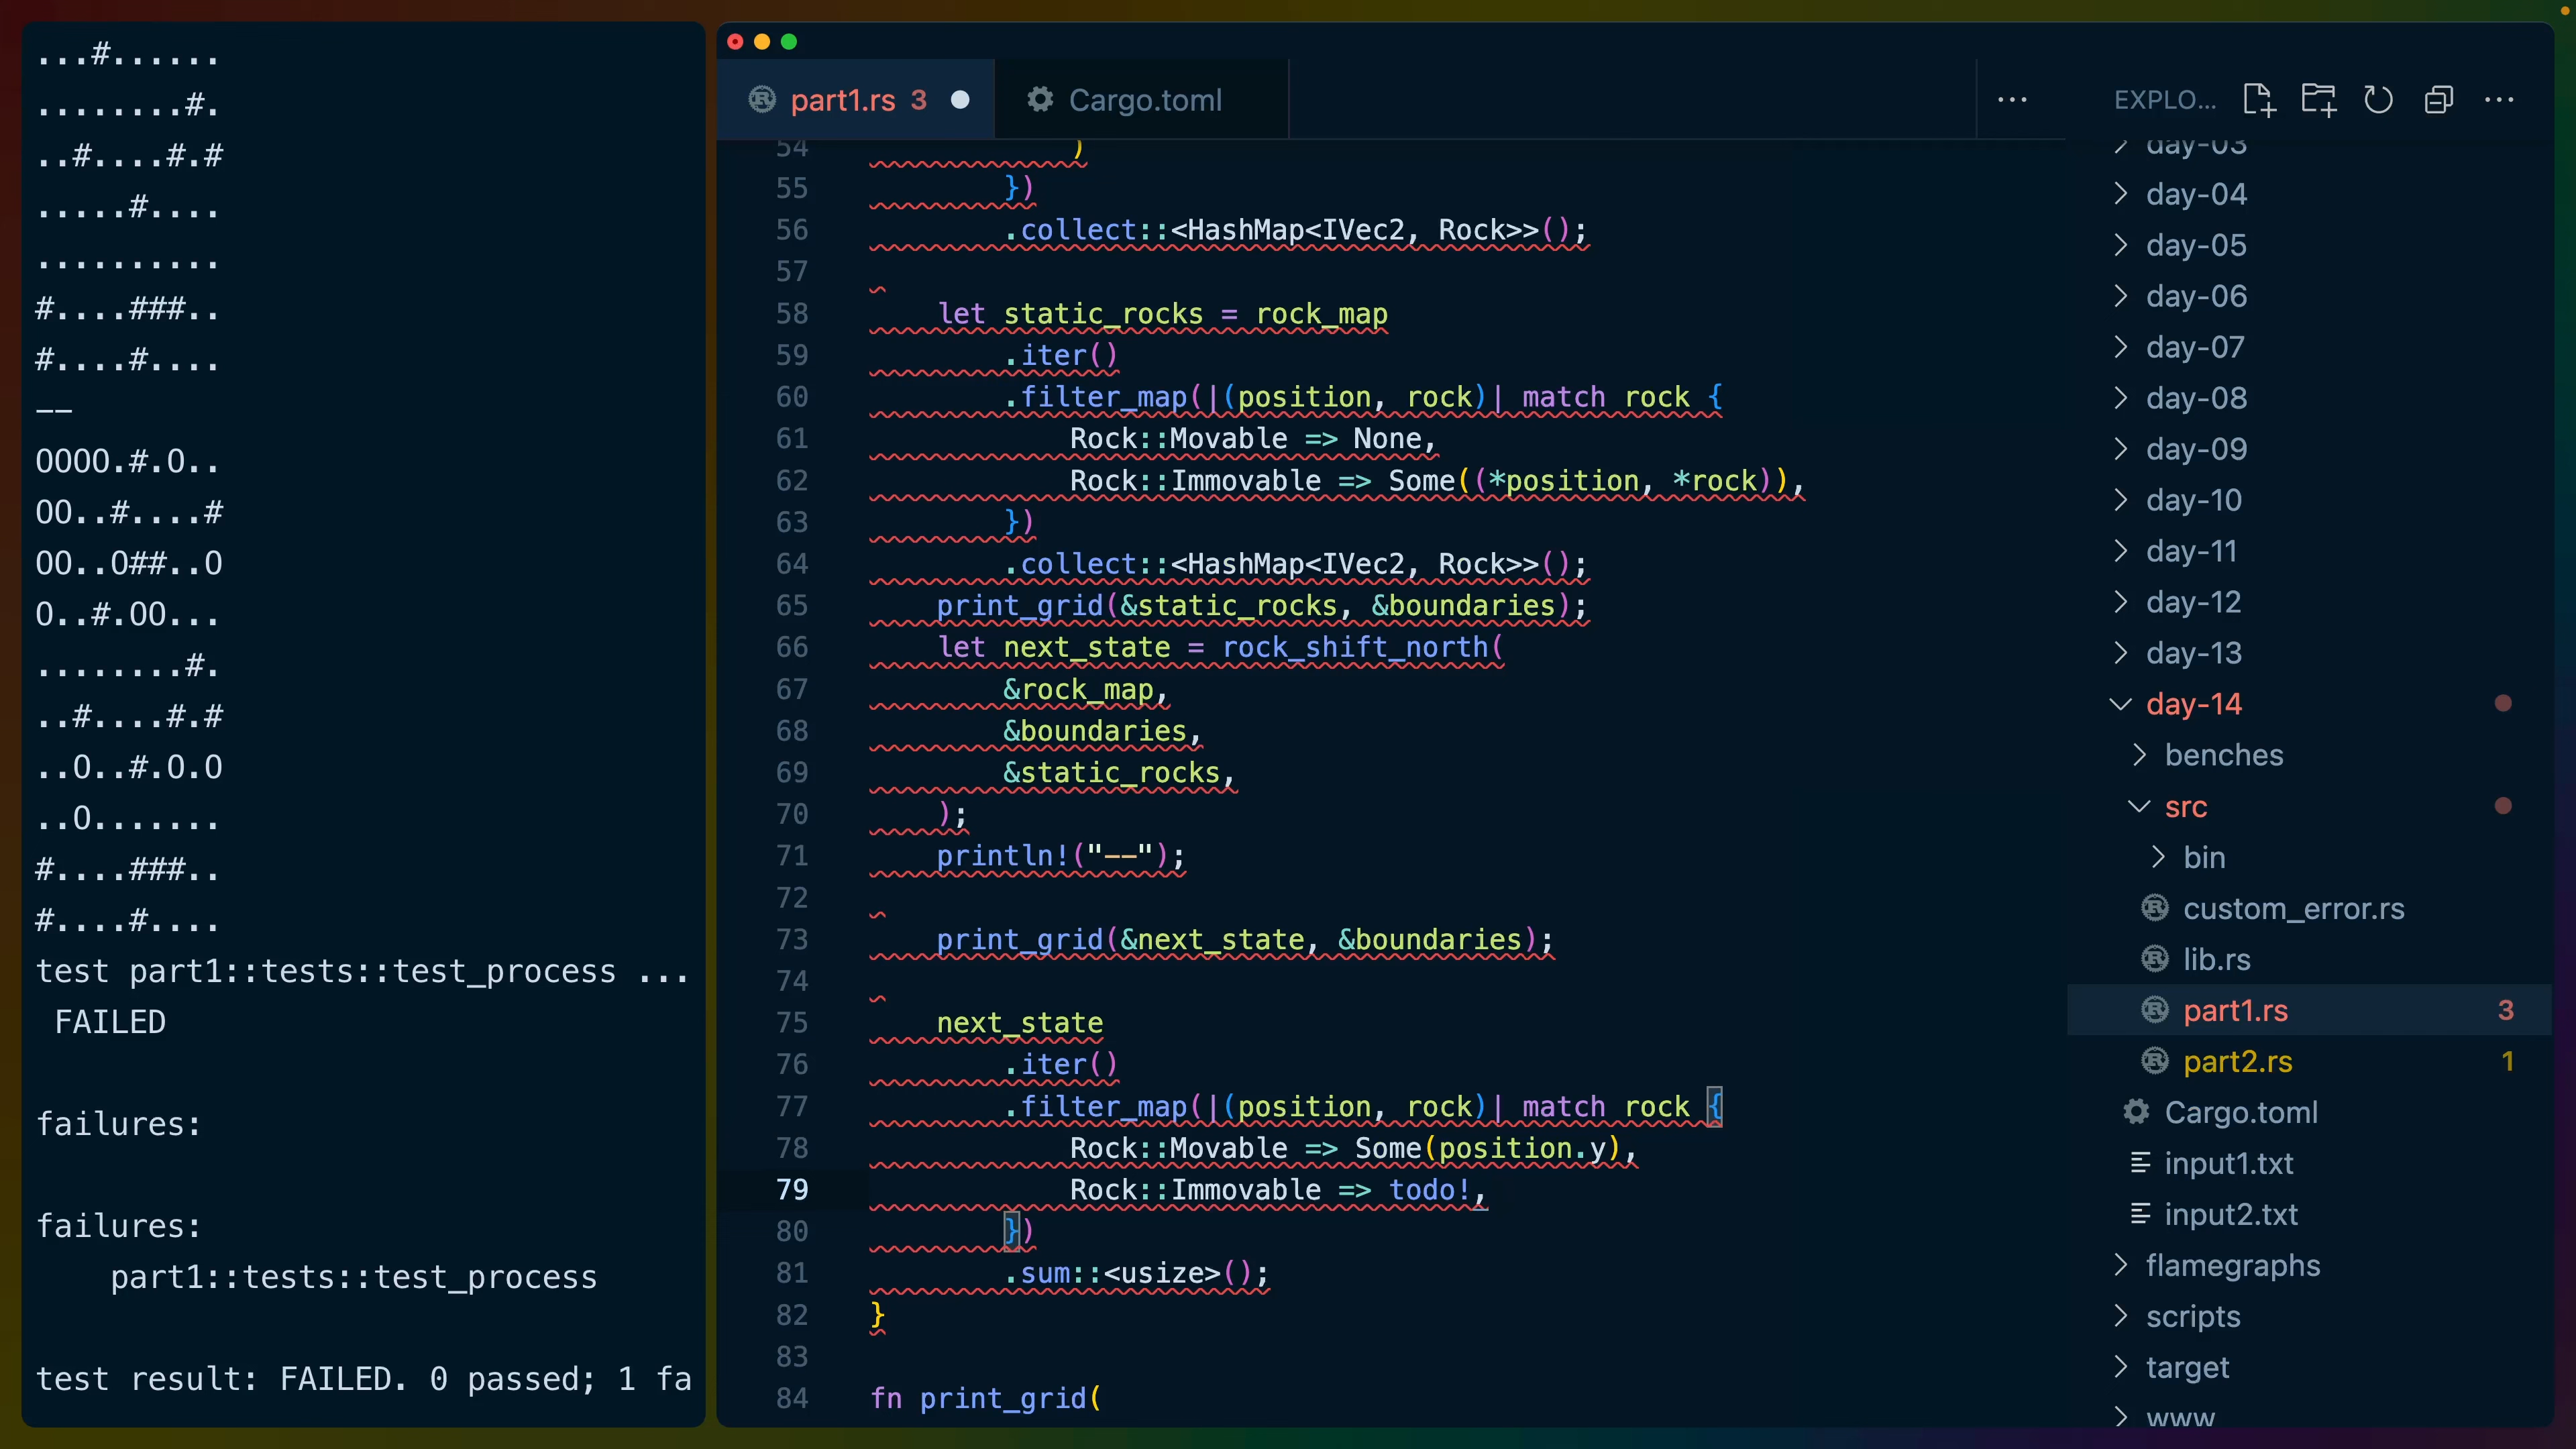 ...#......
........#.
..#....#.#
.....#....
..........
#....###..
#....#....
--
OOOO.#.O..
OO..#....#
OO..O##..O
O..#.OO...
........#.
..#....#.#
..O..#.O.O
..O.......
#....###..
#....#....
test part1::tests::test_process ...
 FAILED
failures:
failures:
    part1::tests::test_process
test result: FAILED. 0 passed; 1 fa
part1.rs 3
Cargo.toml
54 )
55 })
56 .collect::<HashMap<IVec2, Rock>>();
57
58 let static_rocks = rock_map
59 .iter()
60 .filter_map(|(position, rock)| match rock {
61 Rock::Movable => None,
62 Rock::Immovable => Some((*position, *rock)),
63 })
64 .collect::<HashMap<IVec2, Rock>>();
65 print_grid(&static_rocks, &boundaries);
66 let next_state = rock_shift_north(
67 &rock_map,
68 &boundaries,
69 &static_rocks,
70 );
71 println!("--");
72
73 print_grid(&next_state, &boundaries);
74
75 next_state
76 .iter()
77 .filter_map(|(position, rock)| match rock {
78 Rock::Movable => Some(position.y),
79 Rock::Immovable => todo!,
80 })
81 .sum::<usize>();
82 }
83
84 fn print_grid(
EXPLO...
day-03
day-04
day-05
day-06
day-07
day-08
day-09
day-10
day-11
day-12
day-13
day-14
benches
src
bin
custom_error.rs
lib.rs
part1.rs 3
part2.rs 1
Cargo.toml
input1.txt
input2.txt
flamegraphs
scripts
target
www